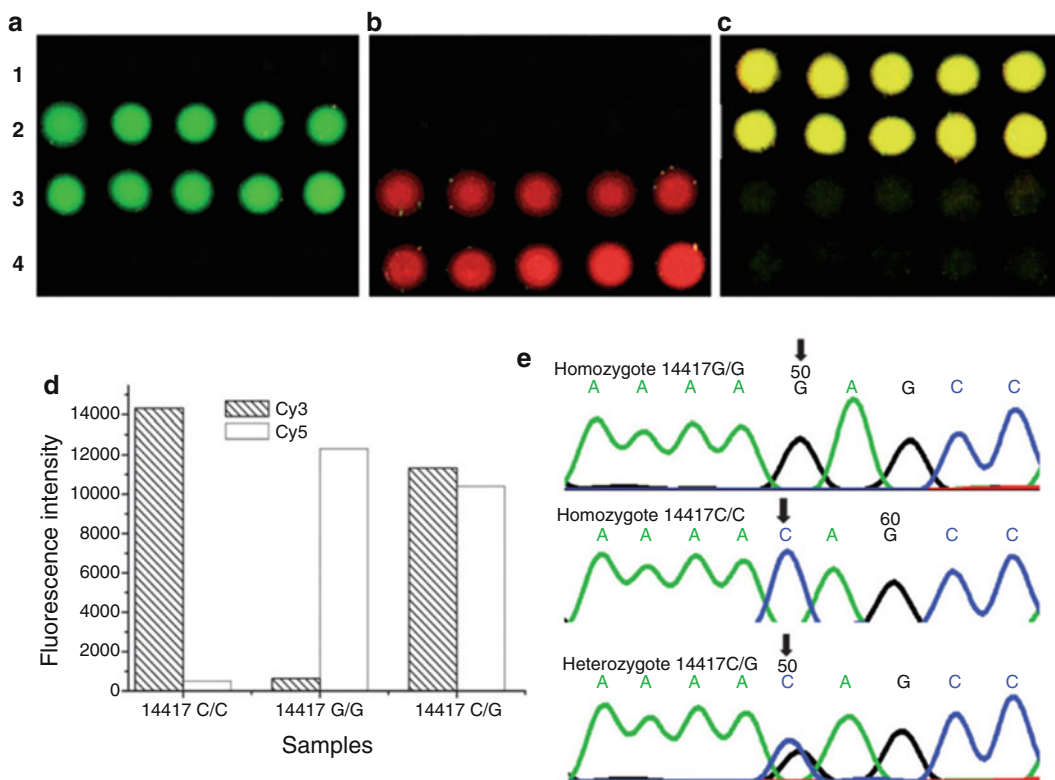 a
b
c
1
2
3
4
d
14000
12000
10000
8000
6000
4000
2000
0
Fluorescence intensity
Cy3
Cy5
14417 C/C 14417 G/G 14417 C/G
Samples
e
Homozygote 14417G/G
50
A A A A G A G C C
Homozygote 14417C/C
60
A A A A C A G C C
Heterozygote 14417C/G
50
A A A A C A G C C